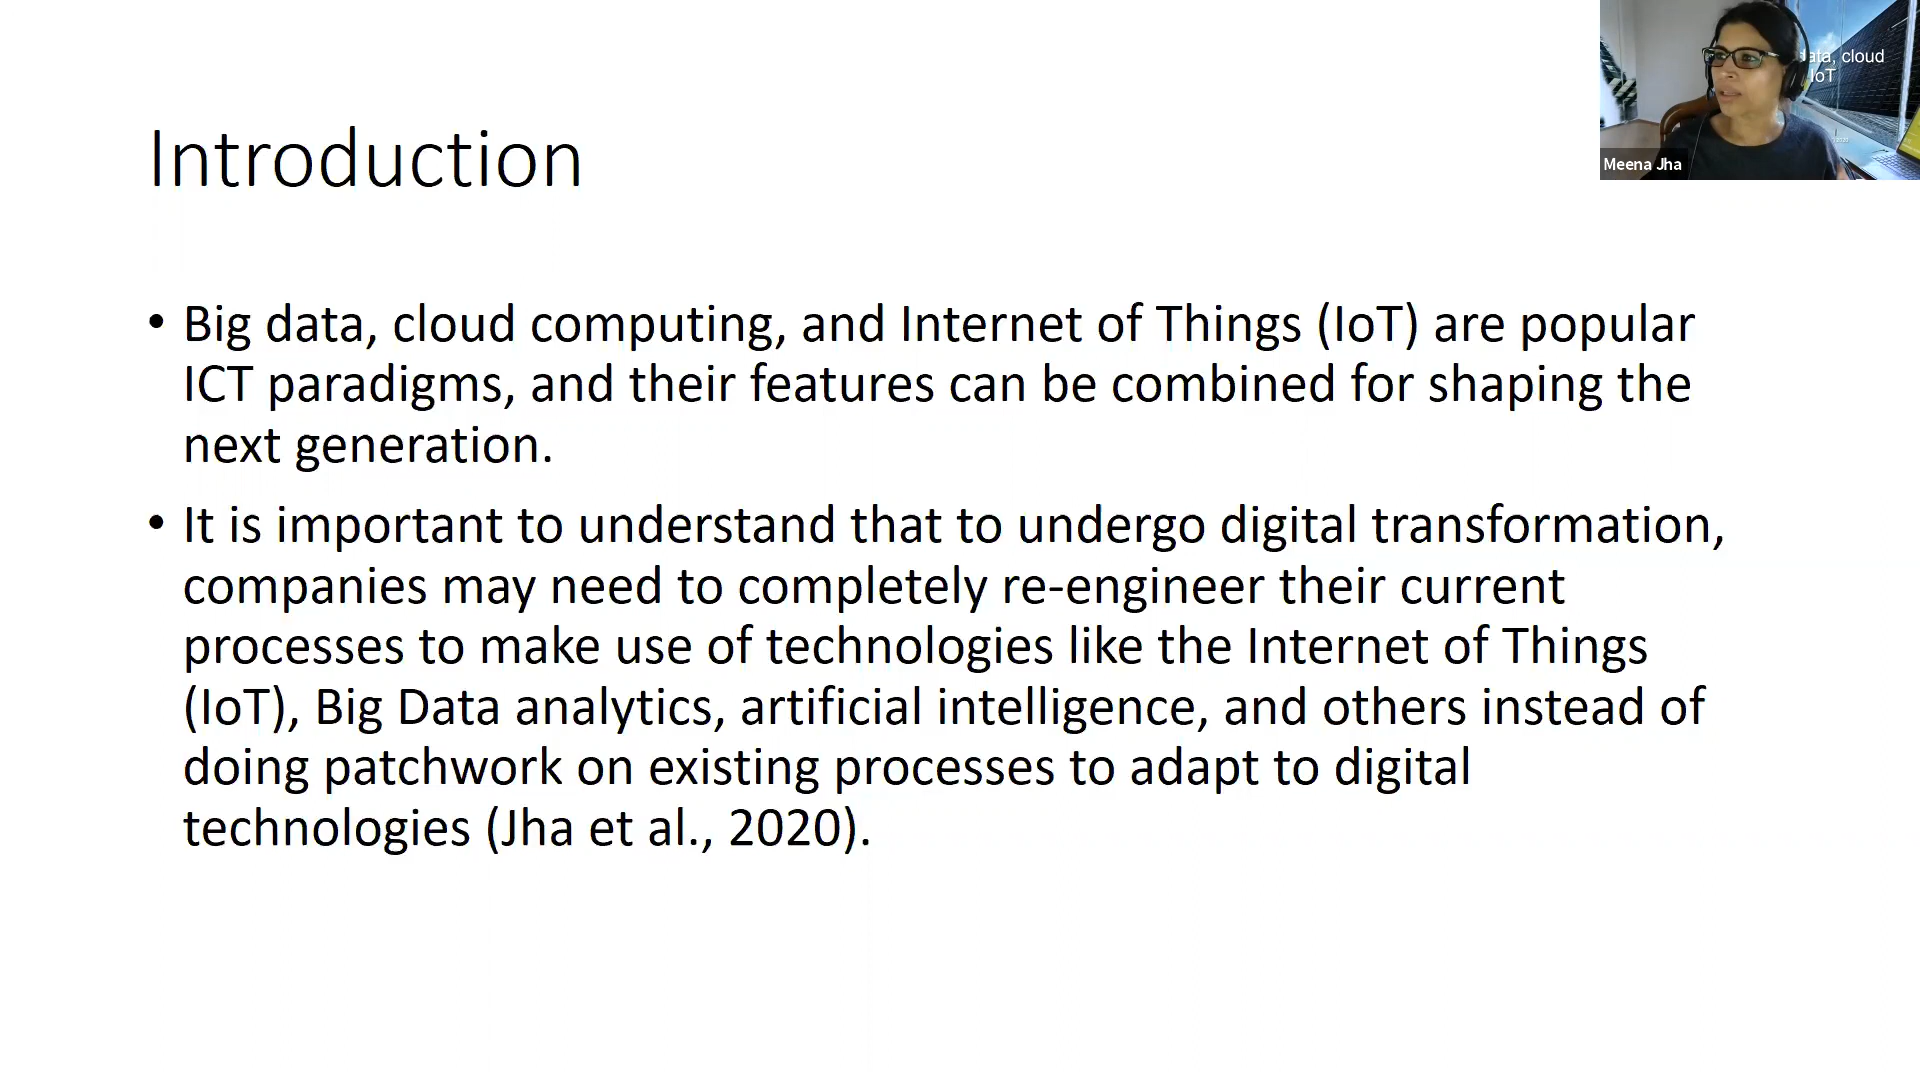 Introduction
• Big data, cloud computing, and Internet of Things (IoT) are popular
ICT paradigms, and their features can be combined for shaping the
next generation.
• It is important to understand that to undergo digital transformation,
companies may need to completely re-engineer their current
processes to make use of technologies like the Internet of Things
(IoT), Big Data analytics, artificial intelligence, and others instead of
doing patchwork on existing processes to adapt to digital
technologies (Jha et al., 2020).
cloud
IoT
Meena Jha